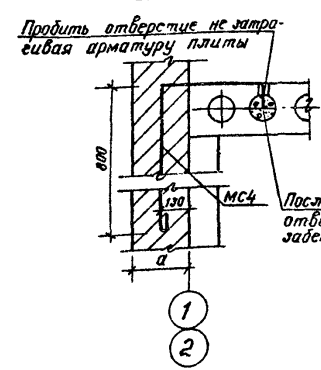 Пробить отверстие не затра-
гивая арматуру плиты
800
130
МС4
а
1
2